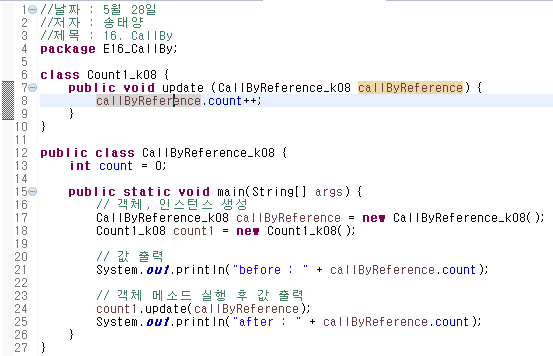 1 //날짜 : 5월 28일
2 //저자 : 송태양
3 //제목 : 16. CallBy
4 package E16_CallBy;
5
6 class Count1_k08 {
7 public void update (CallByReference_k08 callByReference) {
8 callByReference.count++;
9 }
10 }
11
12 public class CallByReference_k08 {
13 int count = 0;
14
15 public static void main(String[] args) {
16 // 객체, 인스턴스 생성
17 CallByReference_k08 callByReference = new CallByReference_k08();
18 Count1_k08 count1 = new Count1_k08();
19
20 // 값 출력
21 System.out.println("before : " + callByReference.count);
22
23 // 객체 메소드 실행 후 값 출력
24 count1.update(callByReference);
25 System.out.println("after : " + callByReference.count);
26 }
27 }